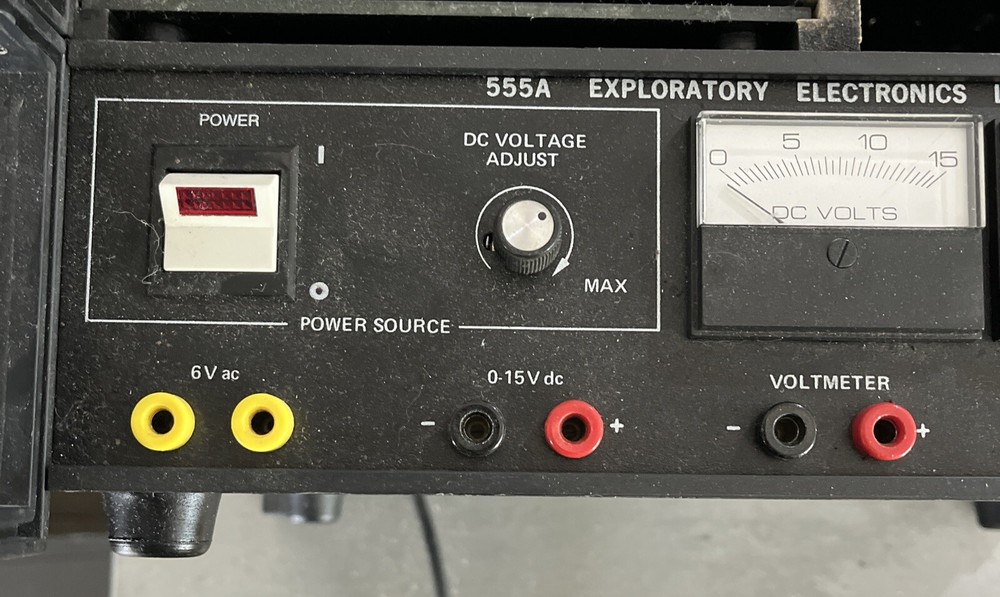 555A EXPLORATORY ELECTRONICS
POWER
I
O
DC VOLTAGE
ADJUST
MAX
POWER SOURCE
0 5 10 15
DC VOLTS
6V ac
0-15V dc
- +
VOLTMETER
- +